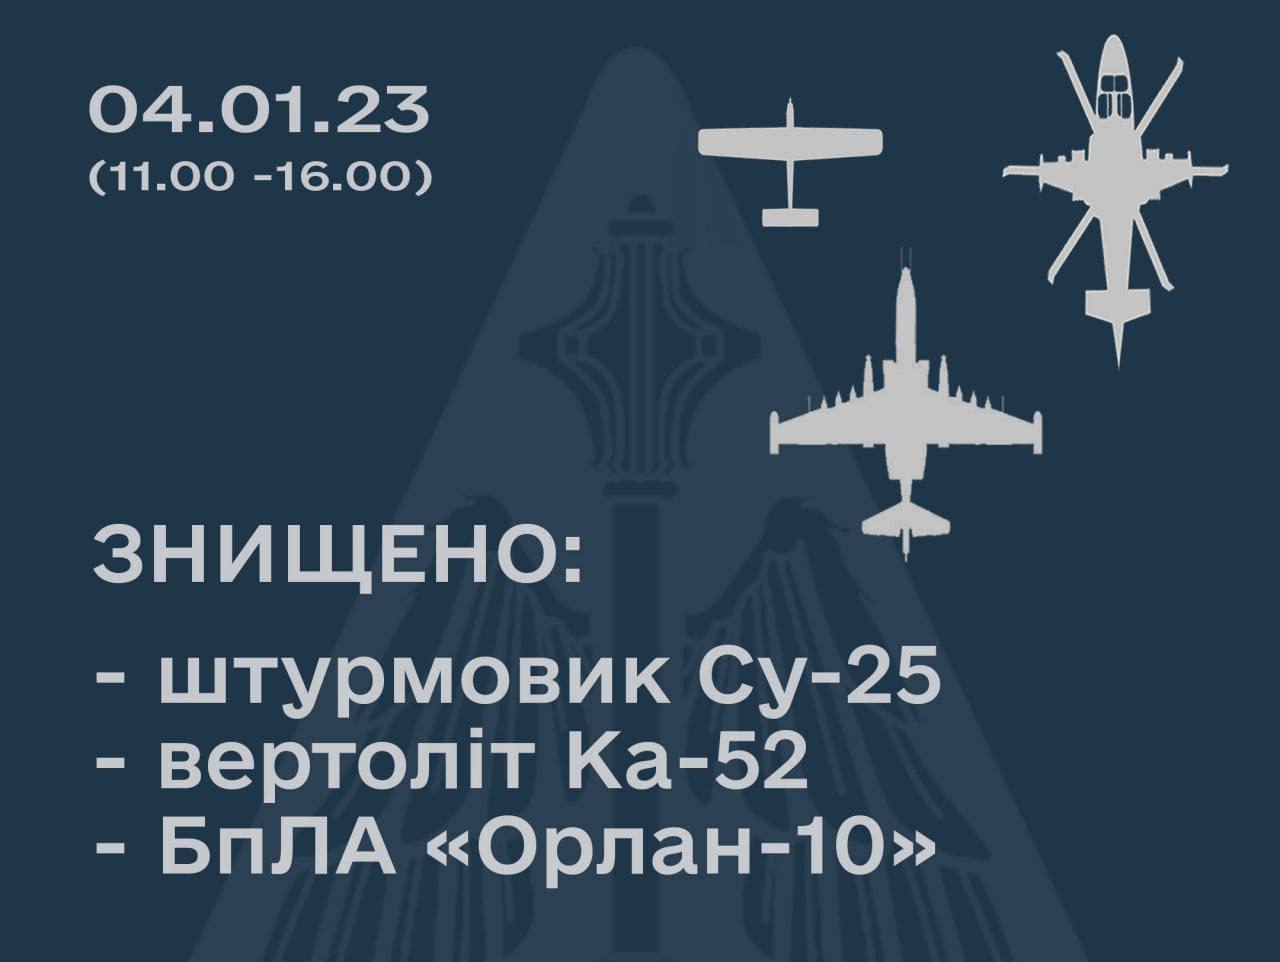 04.01.23
(11.00 -16.00)
ЗНИЩЕНО:
- штурмовик Су-25
- вертоліт Ка-52
- БпЛА «Орлан-10»